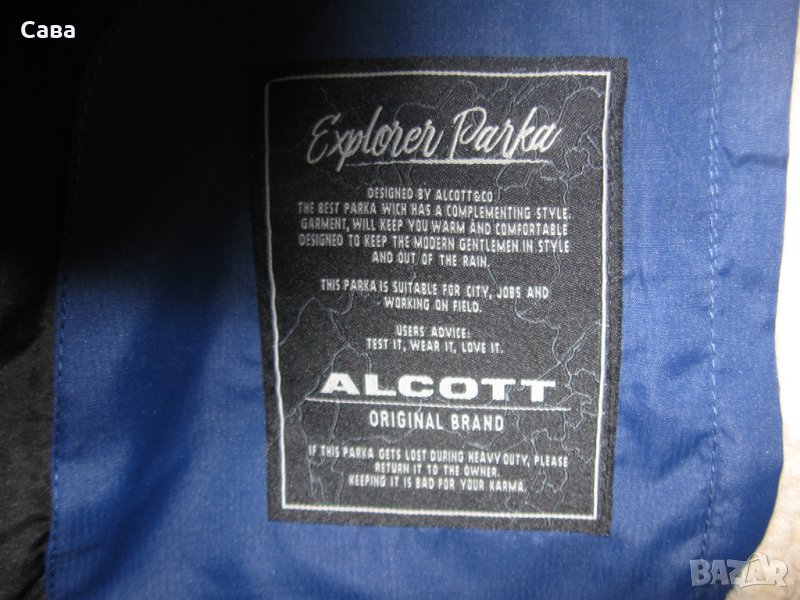 Сава
Explorer Parka
DESIGNED BY ALCOTT&CO
THE BEST PARKA WICH HAS A COMPLEMENTING STYLE.
GARMENT, WILL KEEP YOU WARM AND COMFORTABLE
DESIGNED TO KEEP THE MODERN GENTLEMEN IN STYLE
AND OUT OF THE RAIN.
THIS PARKA IS SUITABLE FOR CITY, JOBS AND
WORKING ON FIELD.
USERS ADVICE:
TEST IT, WEAR IT, LOVE IT.
ALCOTT
ORIGINAL BRAND
IF THIS PARKA GETS LOST DURING HEAVY DUTY, PLEASE
RETURN IT TO THE OWNER.
KEEPING IT IS BAD FOR YOUR KARMA.
BAZAR